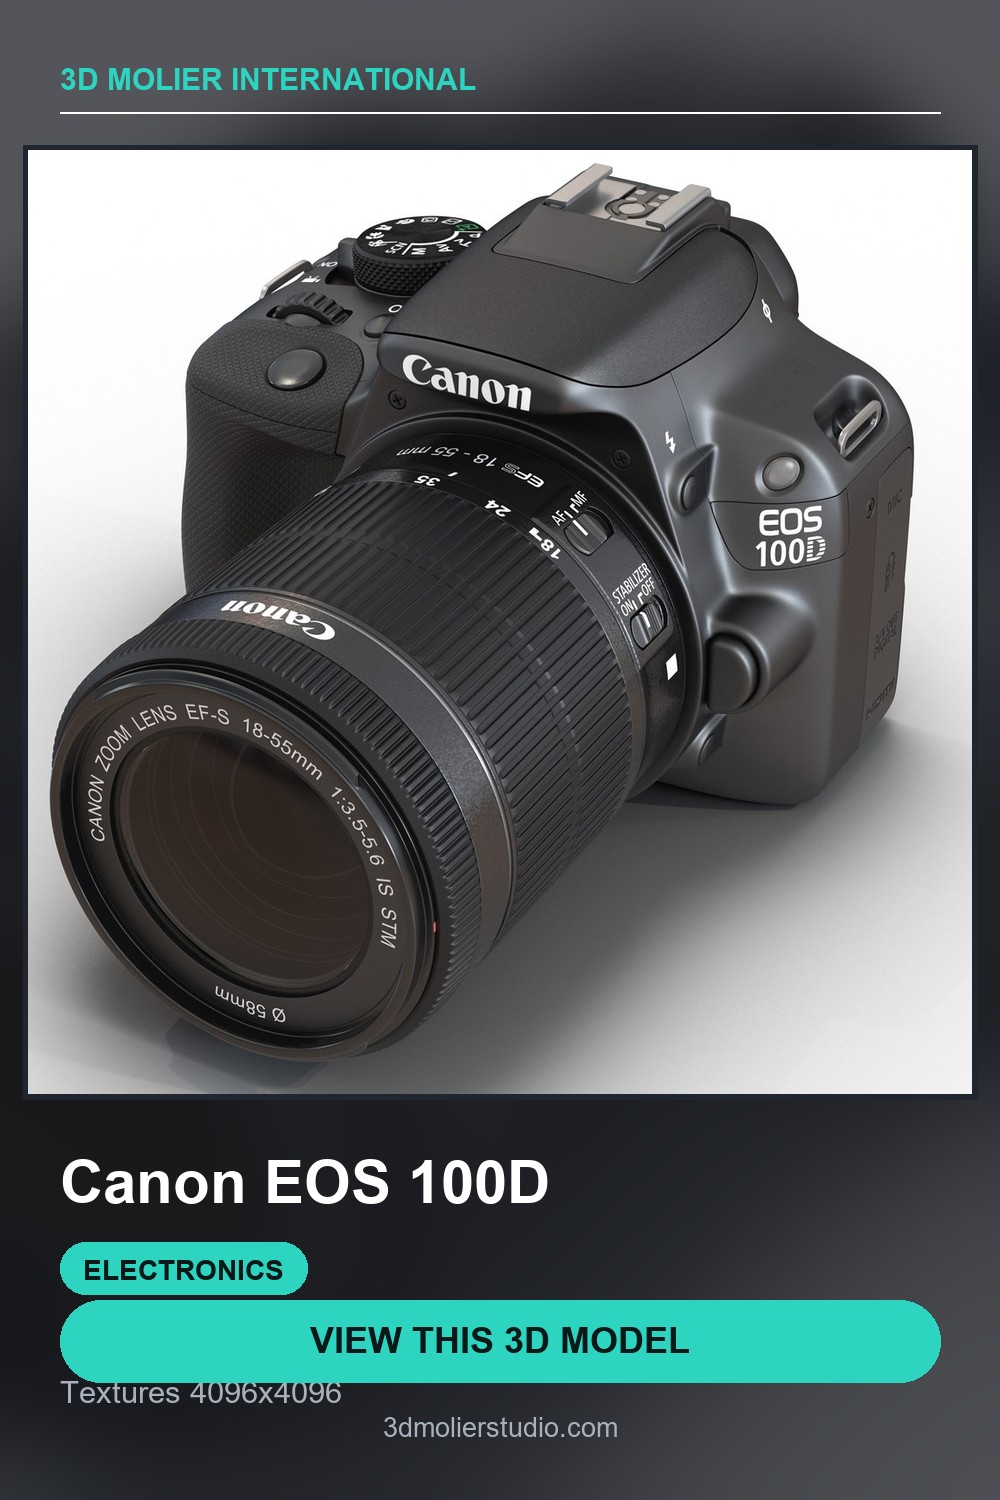 3D MOLIER INTERNATIONAL
Canon
EFS 18-55mm
35
24
18
AF MF
STABILIZER
ON OFF
EOS
100D
MIC
Canon
CANON ZOOM LENS EF-S 18-55mm 1:3.5-5.6 IS STM
Ø 58mm
Canon EOS 100D
ELECTRONICS
VIEW THIS 3D MODEL
Textures 4096x4096
3dmolierstudio.com